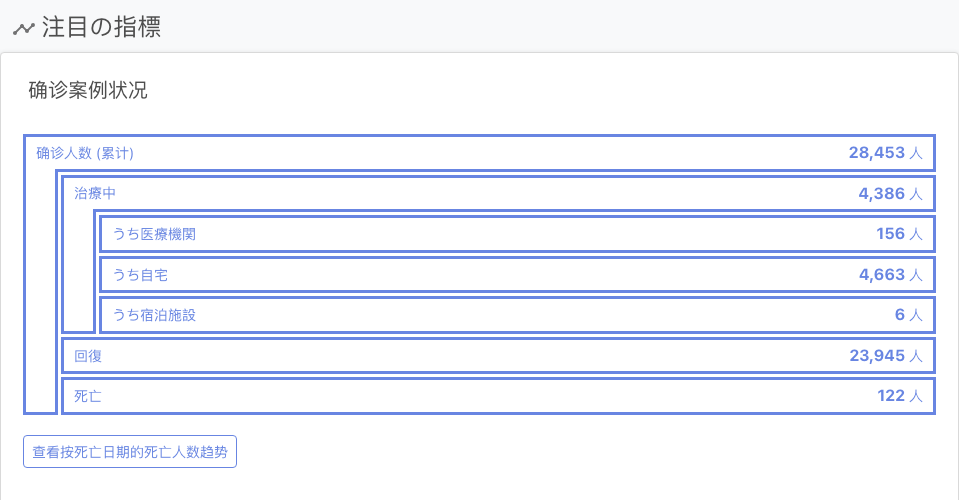 注目の指標
确诊案例状况
确诊人数 (累计) 28,453 人
治療中 4,386 人
うち医療機関 156 人
うち自宅 4,663 人
うち宿泊施設 6 人
回復 23,945 人
死亡 122 人
查看按死亡日期的死亡人数趋势